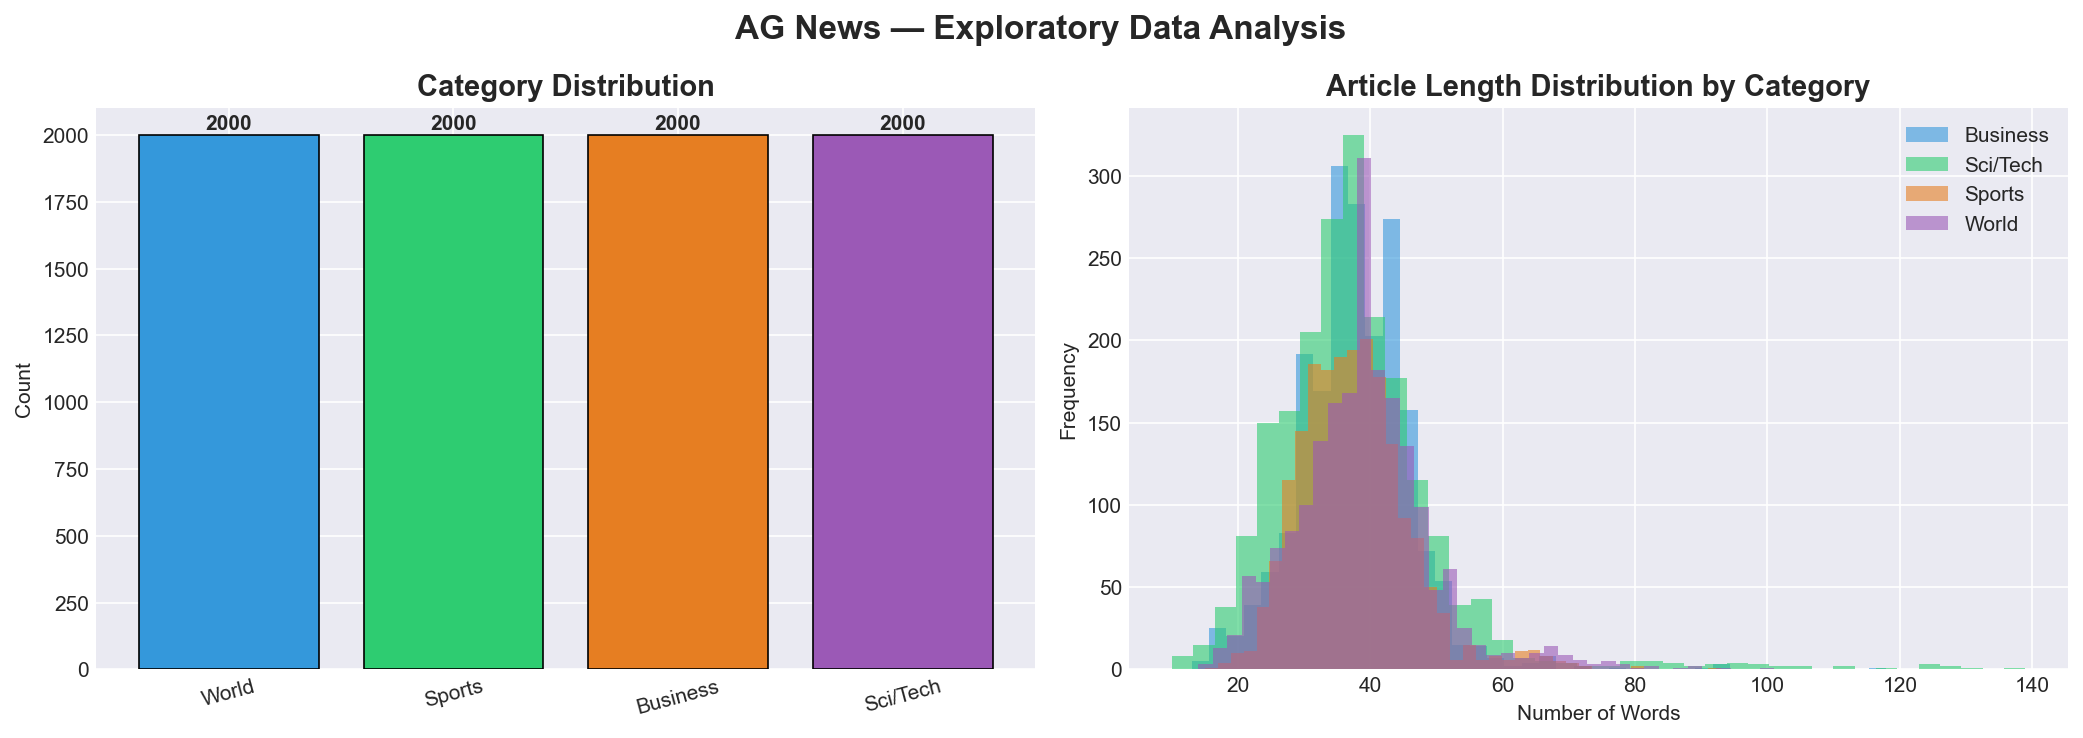 AG News — Exploratory Data Analysis
Category Distribution
2000 2000 2000 2000
2000
1750
1500
1250
1000
750
500
250
0
Count
World Sports Business Sci/Tech
Article Length Distribution by Category
Business
Sci/Tech
Sports
World
300
250
200
150
100
50
0
Frequency
20 40 60 80 100 120 140
Number of Words